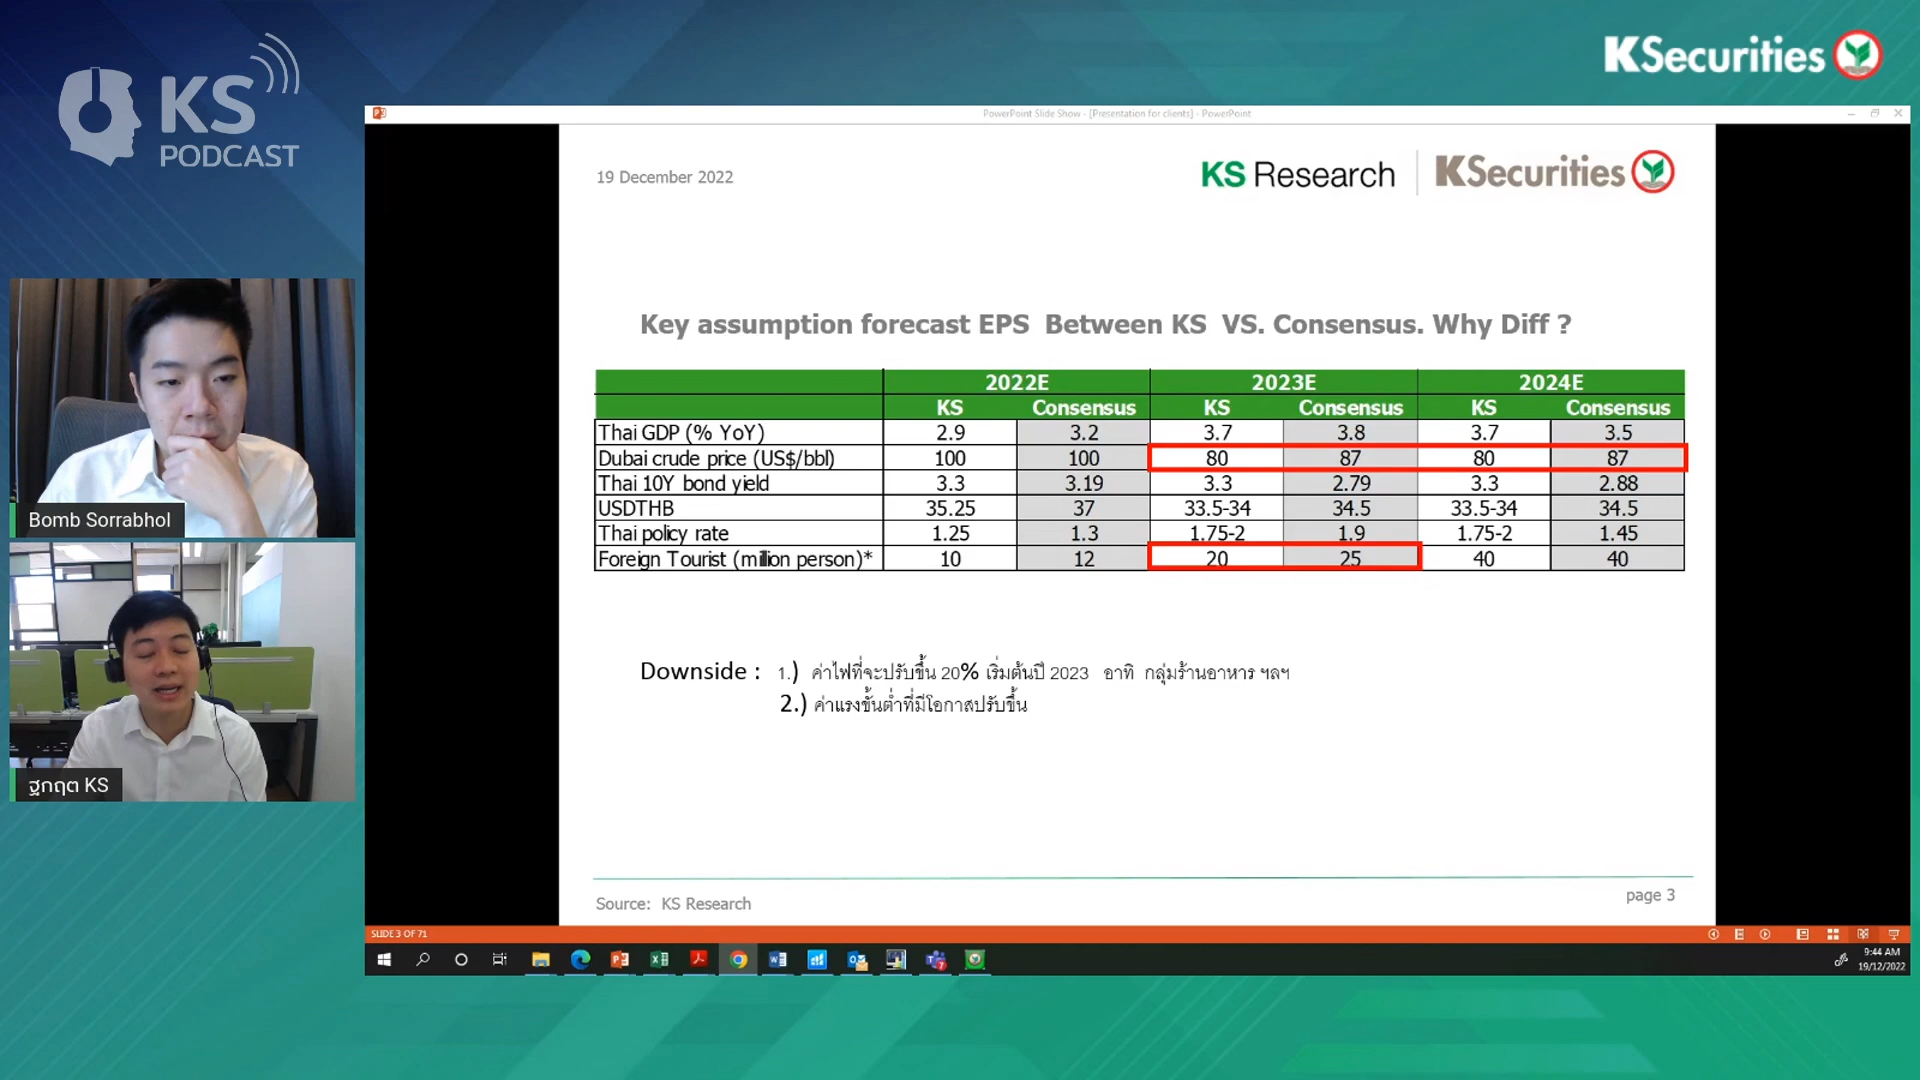 KS
PODCAST
KSecurities
PowerPoint Slide Show - [Presentation for clients] - PowerPoint
19 December 2022
KS Research
KSecurities
Key assumption forecast EPS Between KS VS. Consensus. Why Diff ?
2022E 2023E 2024E
KS Consensus KS Consensus KS Consensus
Thai GDP (% YoY) 2.9 3.2 3.7 3.8 3.7 3.5
Dubai crude price (US$/bbl) 100 100 80 87 80 87
Thai 10Y bond yield 3.3 3.19 3.3 2.79 3.3 2.88
USDTHB 35.25 37 33.5-34 34.5 33.5-34 34.5
Thai policy rate 1.25 1.3 1.75-2 1.9 1.75-2 1.45
Foreign Tourist (million person)* 10 12 20 25 40 40
Downside : 1.) ค่าไฟที่จะปรับขึ้น 20% เริ่มต้นปี 2023 อาทิ กลุ่มร้านอาหาร ฯลฯ
2.) ค่าแรงขั้นต่ำที่มีโอกาสปรับขึ้น
Source: KS Research
page 3
Bomb Sorrabhol
ฐกฤต KS
SLIDE 3 OF 71
9:44 AM
19/12/2022